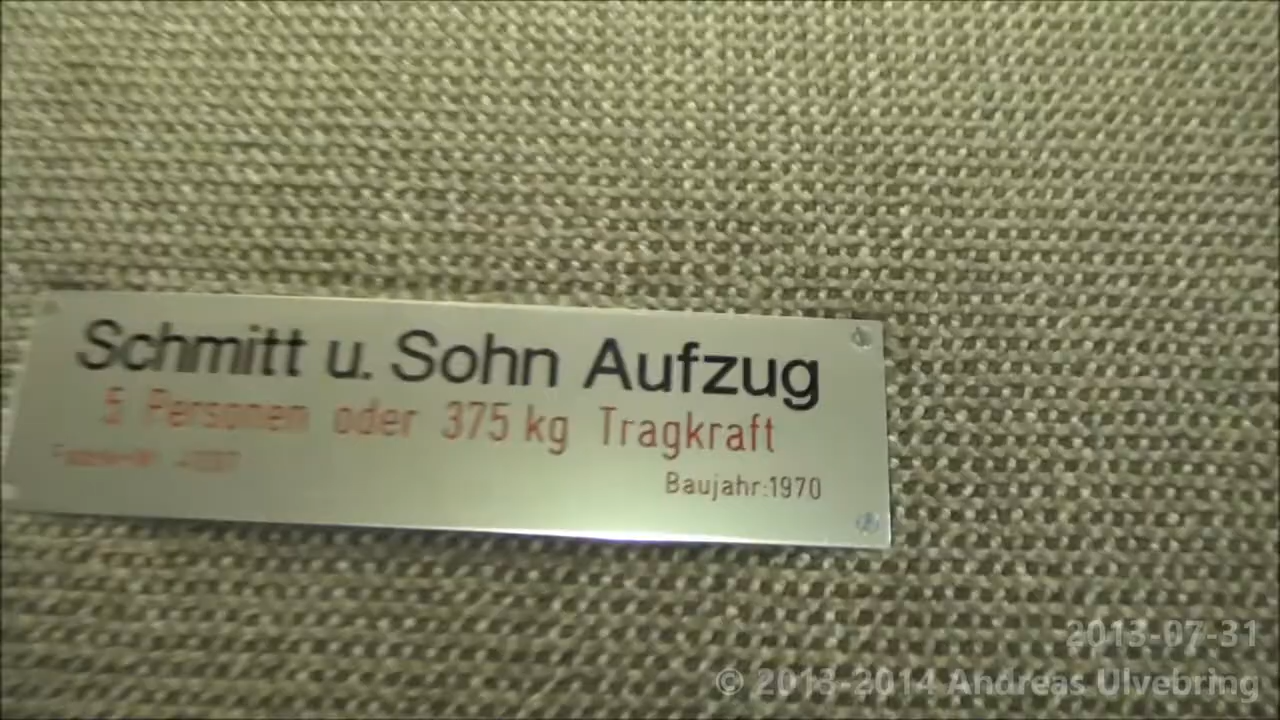 Schmitt u. Sohn Aufzug
5 Personen oder 375 kg Tragkraft
Baujahr:1970
2013-07-31
© 2013-2014 Andreas Ulvebring